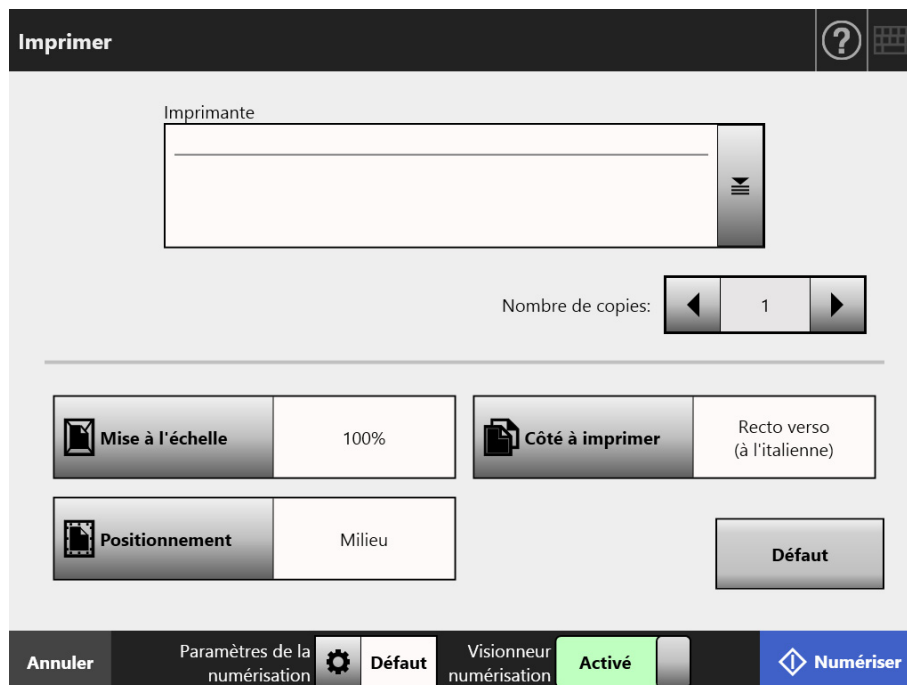 Imprimer
?
Imprimante
Nombre de copies:
1
Mise à l'échelle
100%
Côté à imprimer
Recto verso
(à l'italienne)
Positionnement
Milieu
Défaut
Annuler
Paramètres de la
numérisation
Défaut
Visionneur
numérisation
Activé
Numériser